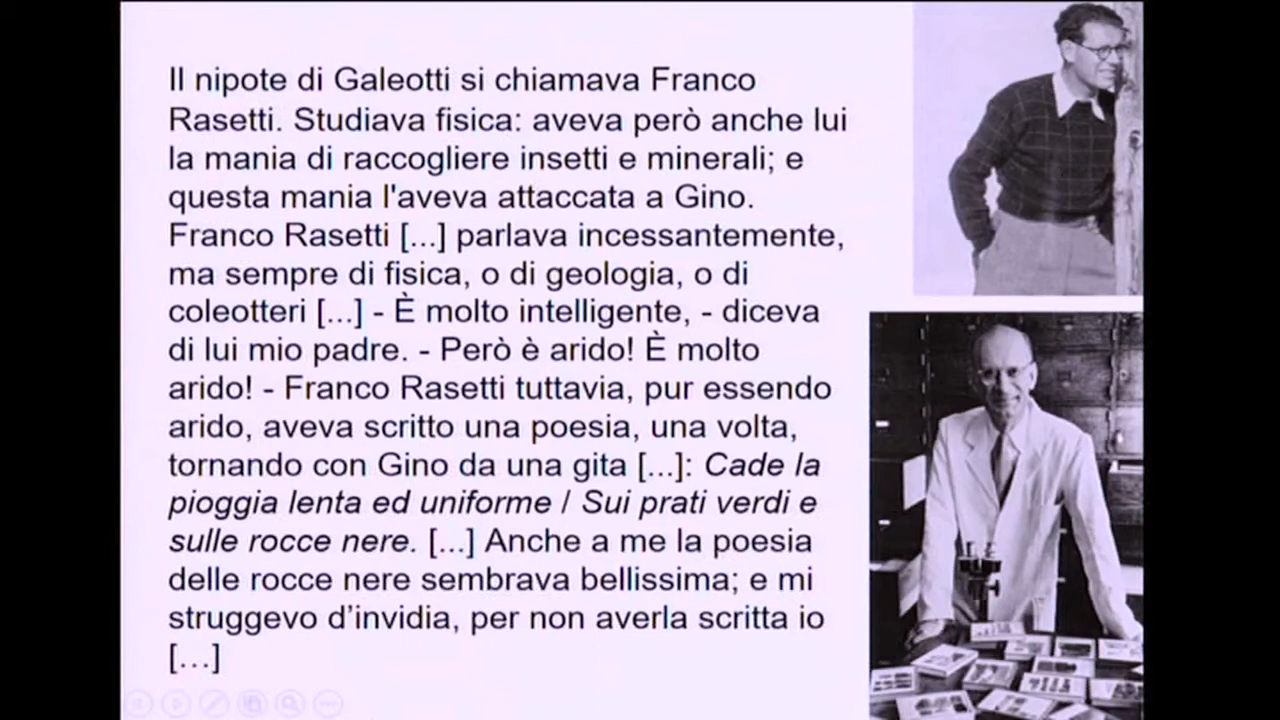 Il nipote di Galeotti si chiamava Franco
Rasetti. Studiava fisica: aveva però anche lui
la mania di raccogliere insetti e minerali; e
questa mania l'aveva attaccata a Gino.
Franco Rasetti [...] parlava incessantemente,
ma sempre di fisica, o di geologia, o di
coleotteri [...] - È molto intelligente, - diceva
di lui mio padre. - Però è arido! È molto
arido! - Franco Rasetti tuttavia, pur essendo
arido, aveva scritto una poesia, una volta,
tornando con Gino da una gita [...]: Cade la
pioggia lenta ed uniforme / Sui prati verdi e
sulle rocce nere. [...] Anche a me la poesia
delle rocce nere sembrava bellissima; e mi
struggevo d’invidia, per non averla scritta io
[…]